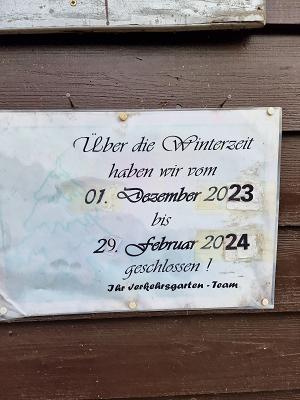 Über die Winterzeit
haben wir vom
01. Dezember 2023
bis
29. Februar 2024
geschlossen !
Ihr Verkehrsgarten - Team